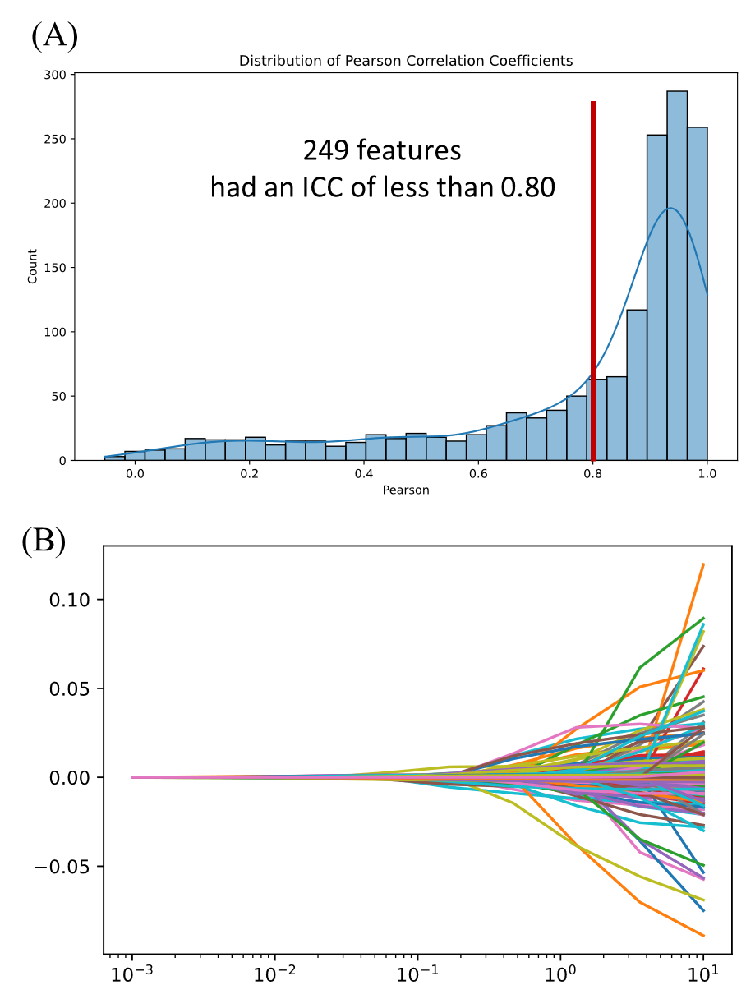 (A)
Distribution of Pearson Correlation Coefficients
300
250
200
150
100
50
0
Count
249 features
had an ICC of less than 0.80
0.0 0.2 0.4 0.6 0.8 1.0
Pearson
(B)
0.10
0.05
0.00
−0.05
10⁻³ 10⁻² 10⁻¹ 10⁰ 10¹